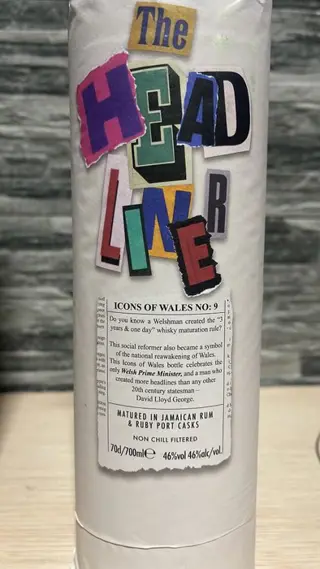 The
HEAD
LINER
ICONS OF WALES NO: 9
Do you know a Welshman created the "3
years & one day" whisky maturation rule?
This social reformer also became a symbol
of the national reawakening of Wales.
This Icons of Wales bottle celebrates the
only Welsh Prime Minister, and a man who
created more headlines than any other
20th century statesman –
David Lloyd George.
MATURED IN JAMAICAN RUM
& RUBY PORT CASKS
NON CHILL FILTERED
70cl/700ml℮ 46%vol 46%alc/vol.